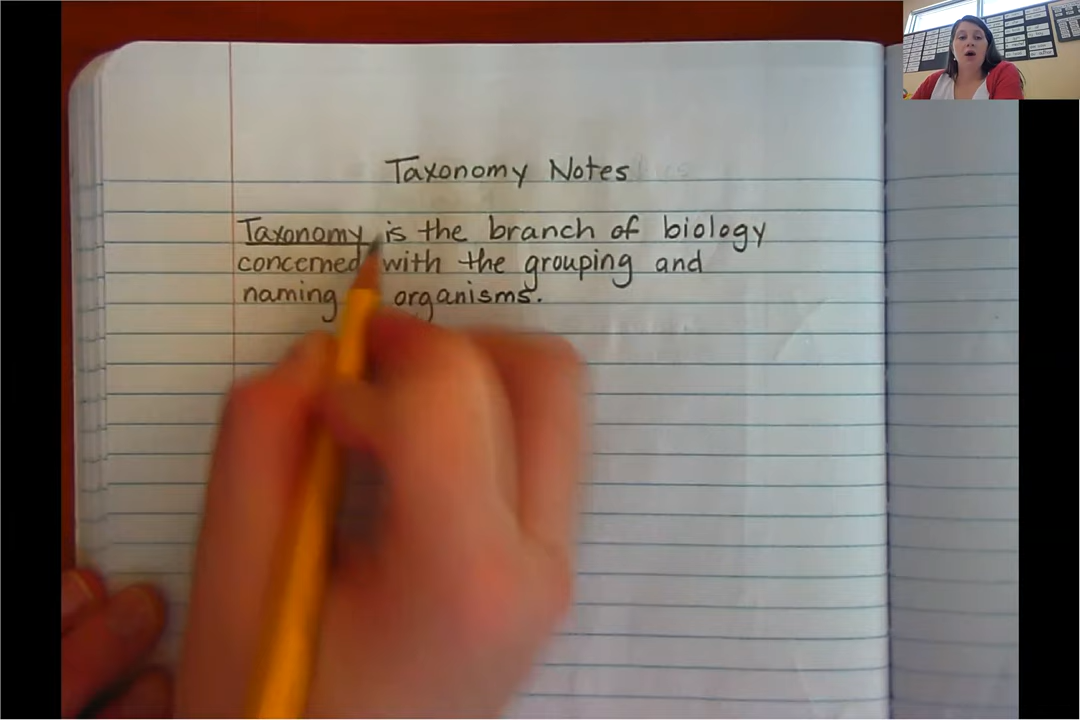 Taxonomy Notes
Taxonomy is the branch of biology
concerned with the grouping and
naming organisms.